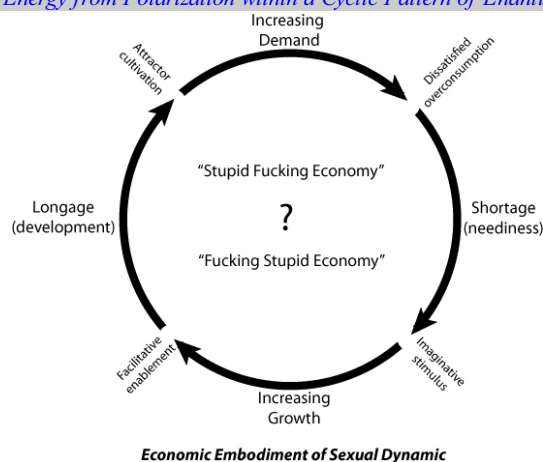 Energy from Polarization within a Cyclic Pattern of Enanti
Increasing
Demand
Attractor
cultivation
Dissatisfied
overconsumption
"Stupid Fucking Economy"
Longage
(development)
?
Shortage
(neediness)
"Fucking Stupid Economy"
Facilitative
enablement
Imaginative
stimulus
Increasing
Growth
Economic Embodiment of Sexual Dynamic